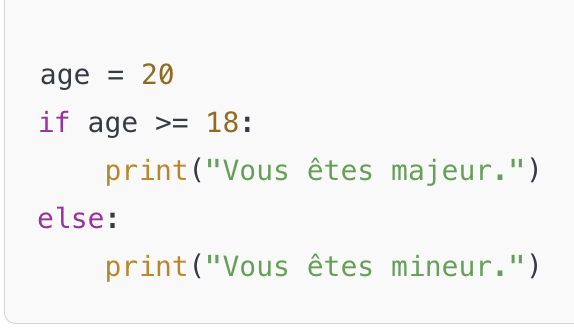 age = 20
if age >= 18:
    print("Vous êtes majeur.")
else:
    print("Vous êtes mineur.")